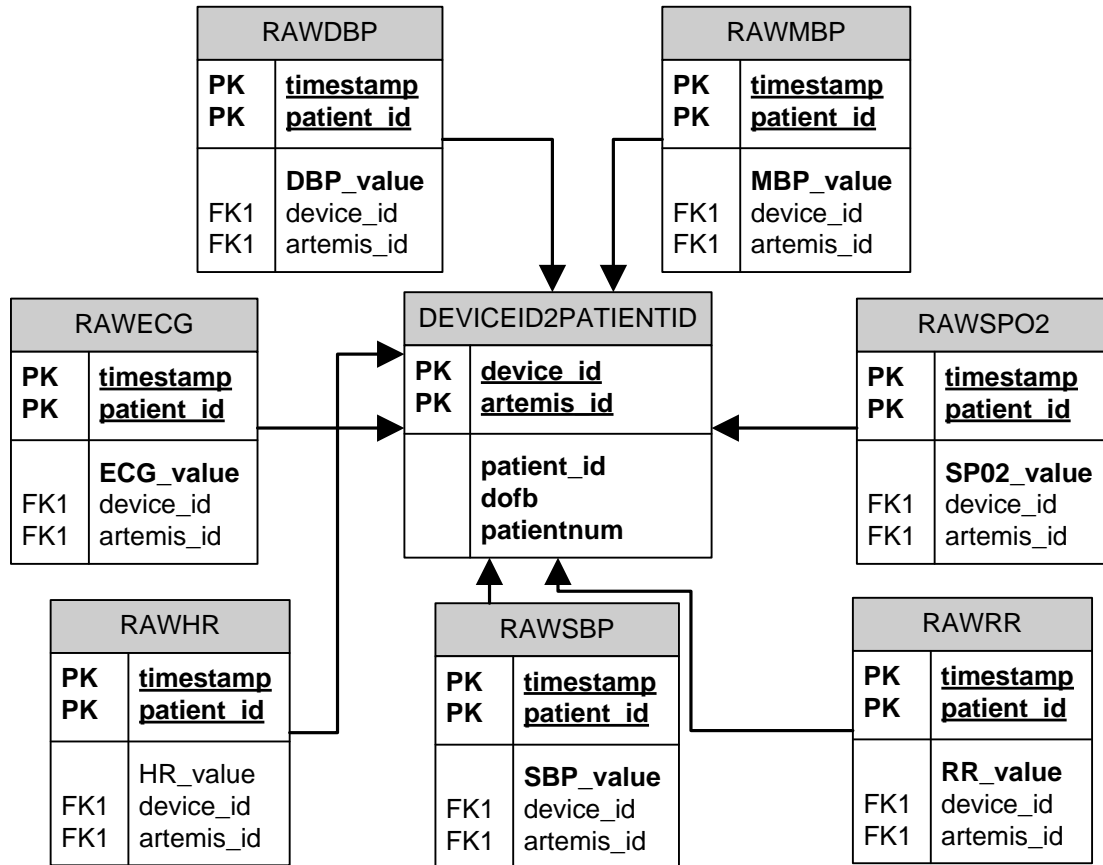 RAWDBP
PK timestamp
PK patient_id
DBP_value
FK1 device_id
FK1 artemis_id
RAWMBP
PK timestamp
PK patient_id
MBP_value
FK1 device_id
FK1 artemis_id
RAWECG
PK timestamp
PK patient_id
ECG_value
FK1 device_id
FK1 artemis_id
DEVICEID2PATIENTID
PK device_id
PK artemis_id
patient_id
dofb
patientnum
RAWSPO2
PK timestamp
PK patient_id
SP02_value
FK1 device_id
FK1 artemis_id
RAWHR
PK timestamp
PK patient_id
HR_value
FK1 device_id
FK1 artemis_id
RAWSBP
PK timestamp
PK patient_id
SBP_value
FK1 device_id
FK1 artemis_id
RAWRR
PK timestamp
PK patient_id
RR_value
FK1 device_id
FK1 artemis_id